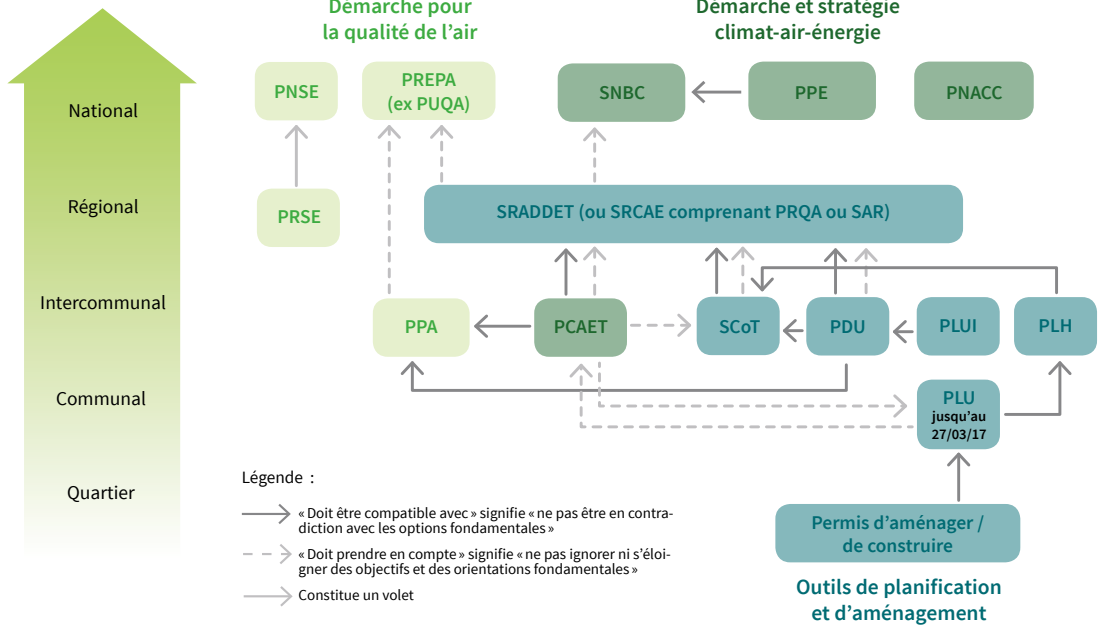 Démarche pour
la qualité de l'air
Démarche et stratégie
climat-air-énergie
National
PNSE
PREPA
(ex PUQA)
SNBC
PPE
PNACC
Régional
PRSE
SRADDET (ou SRCAE comprenant PRQA ou SAR)
Intercommunal
PPA
PCAET
SCoT
PDU
PLUI
PLH
Communal
PLU
jusqu'au
27/03/17
Quartier
Permis d'aménager /
de construire
Outils de planification
et d'aménagement
Légende :
« Doit être compatible avec » signifie « ne pas être en contra-
diction avec les options fondamentales »
« Doit prendre en compte » signifie « ne pas ignorer ni s'éloi-
gner des objectifs et des orientations fondamentales »
Constitue un volet